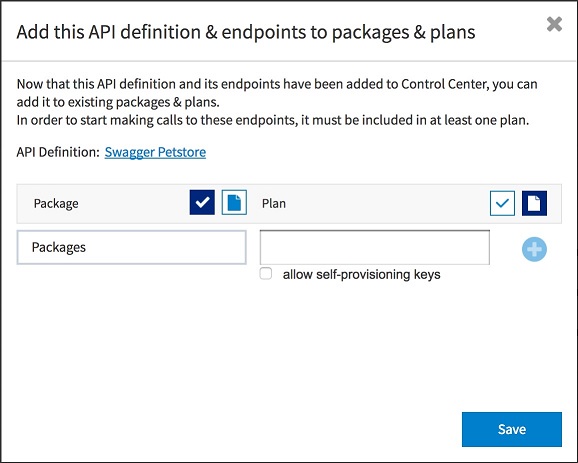 Add this API definition & endpoints to packages & plans
Now that this API definition and its endpoints have been added to Control Center, you can
add it to existing packages & plans.
In order to start making calls to these endpoints, it must be included in at least one plan.
API Definition: Swagger Petstore
Package Plan
Packages
allow self-provisioning keys
Save